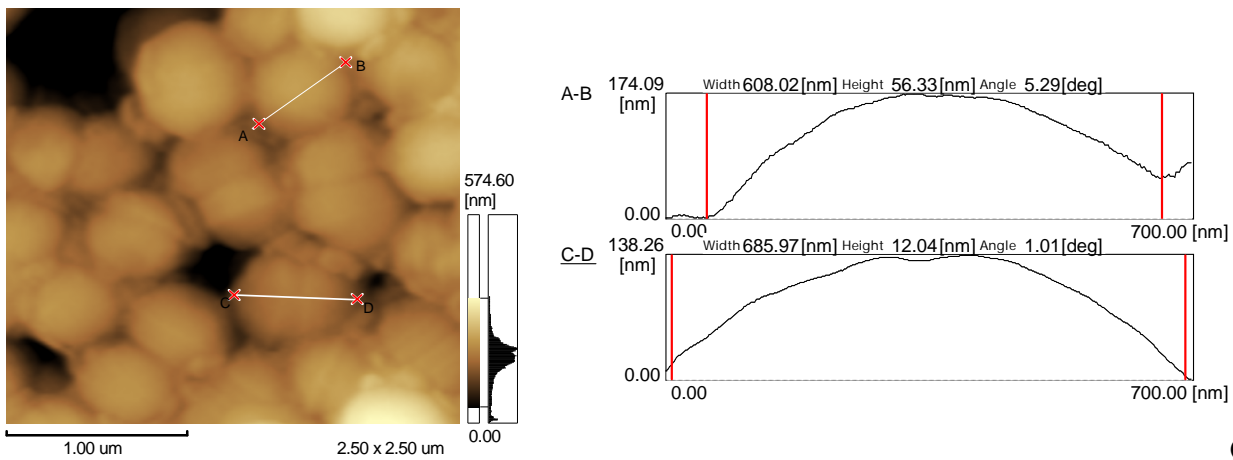 B
A
C
D
574.60
[nm]
0.00
1.00 um
2.50 x 2.50 um
A-B
174.09
[nm]
Width 608.02[nm] Height 56.33[nm] Angle 5.29[deg]
0.00
0.00
700.00 [nm]
C-D
138.26
[nm]
Width 685.97[nm] Height 12.04[nm] Angle 1.01[deg]
0.00
0.00
700.00 [nm]